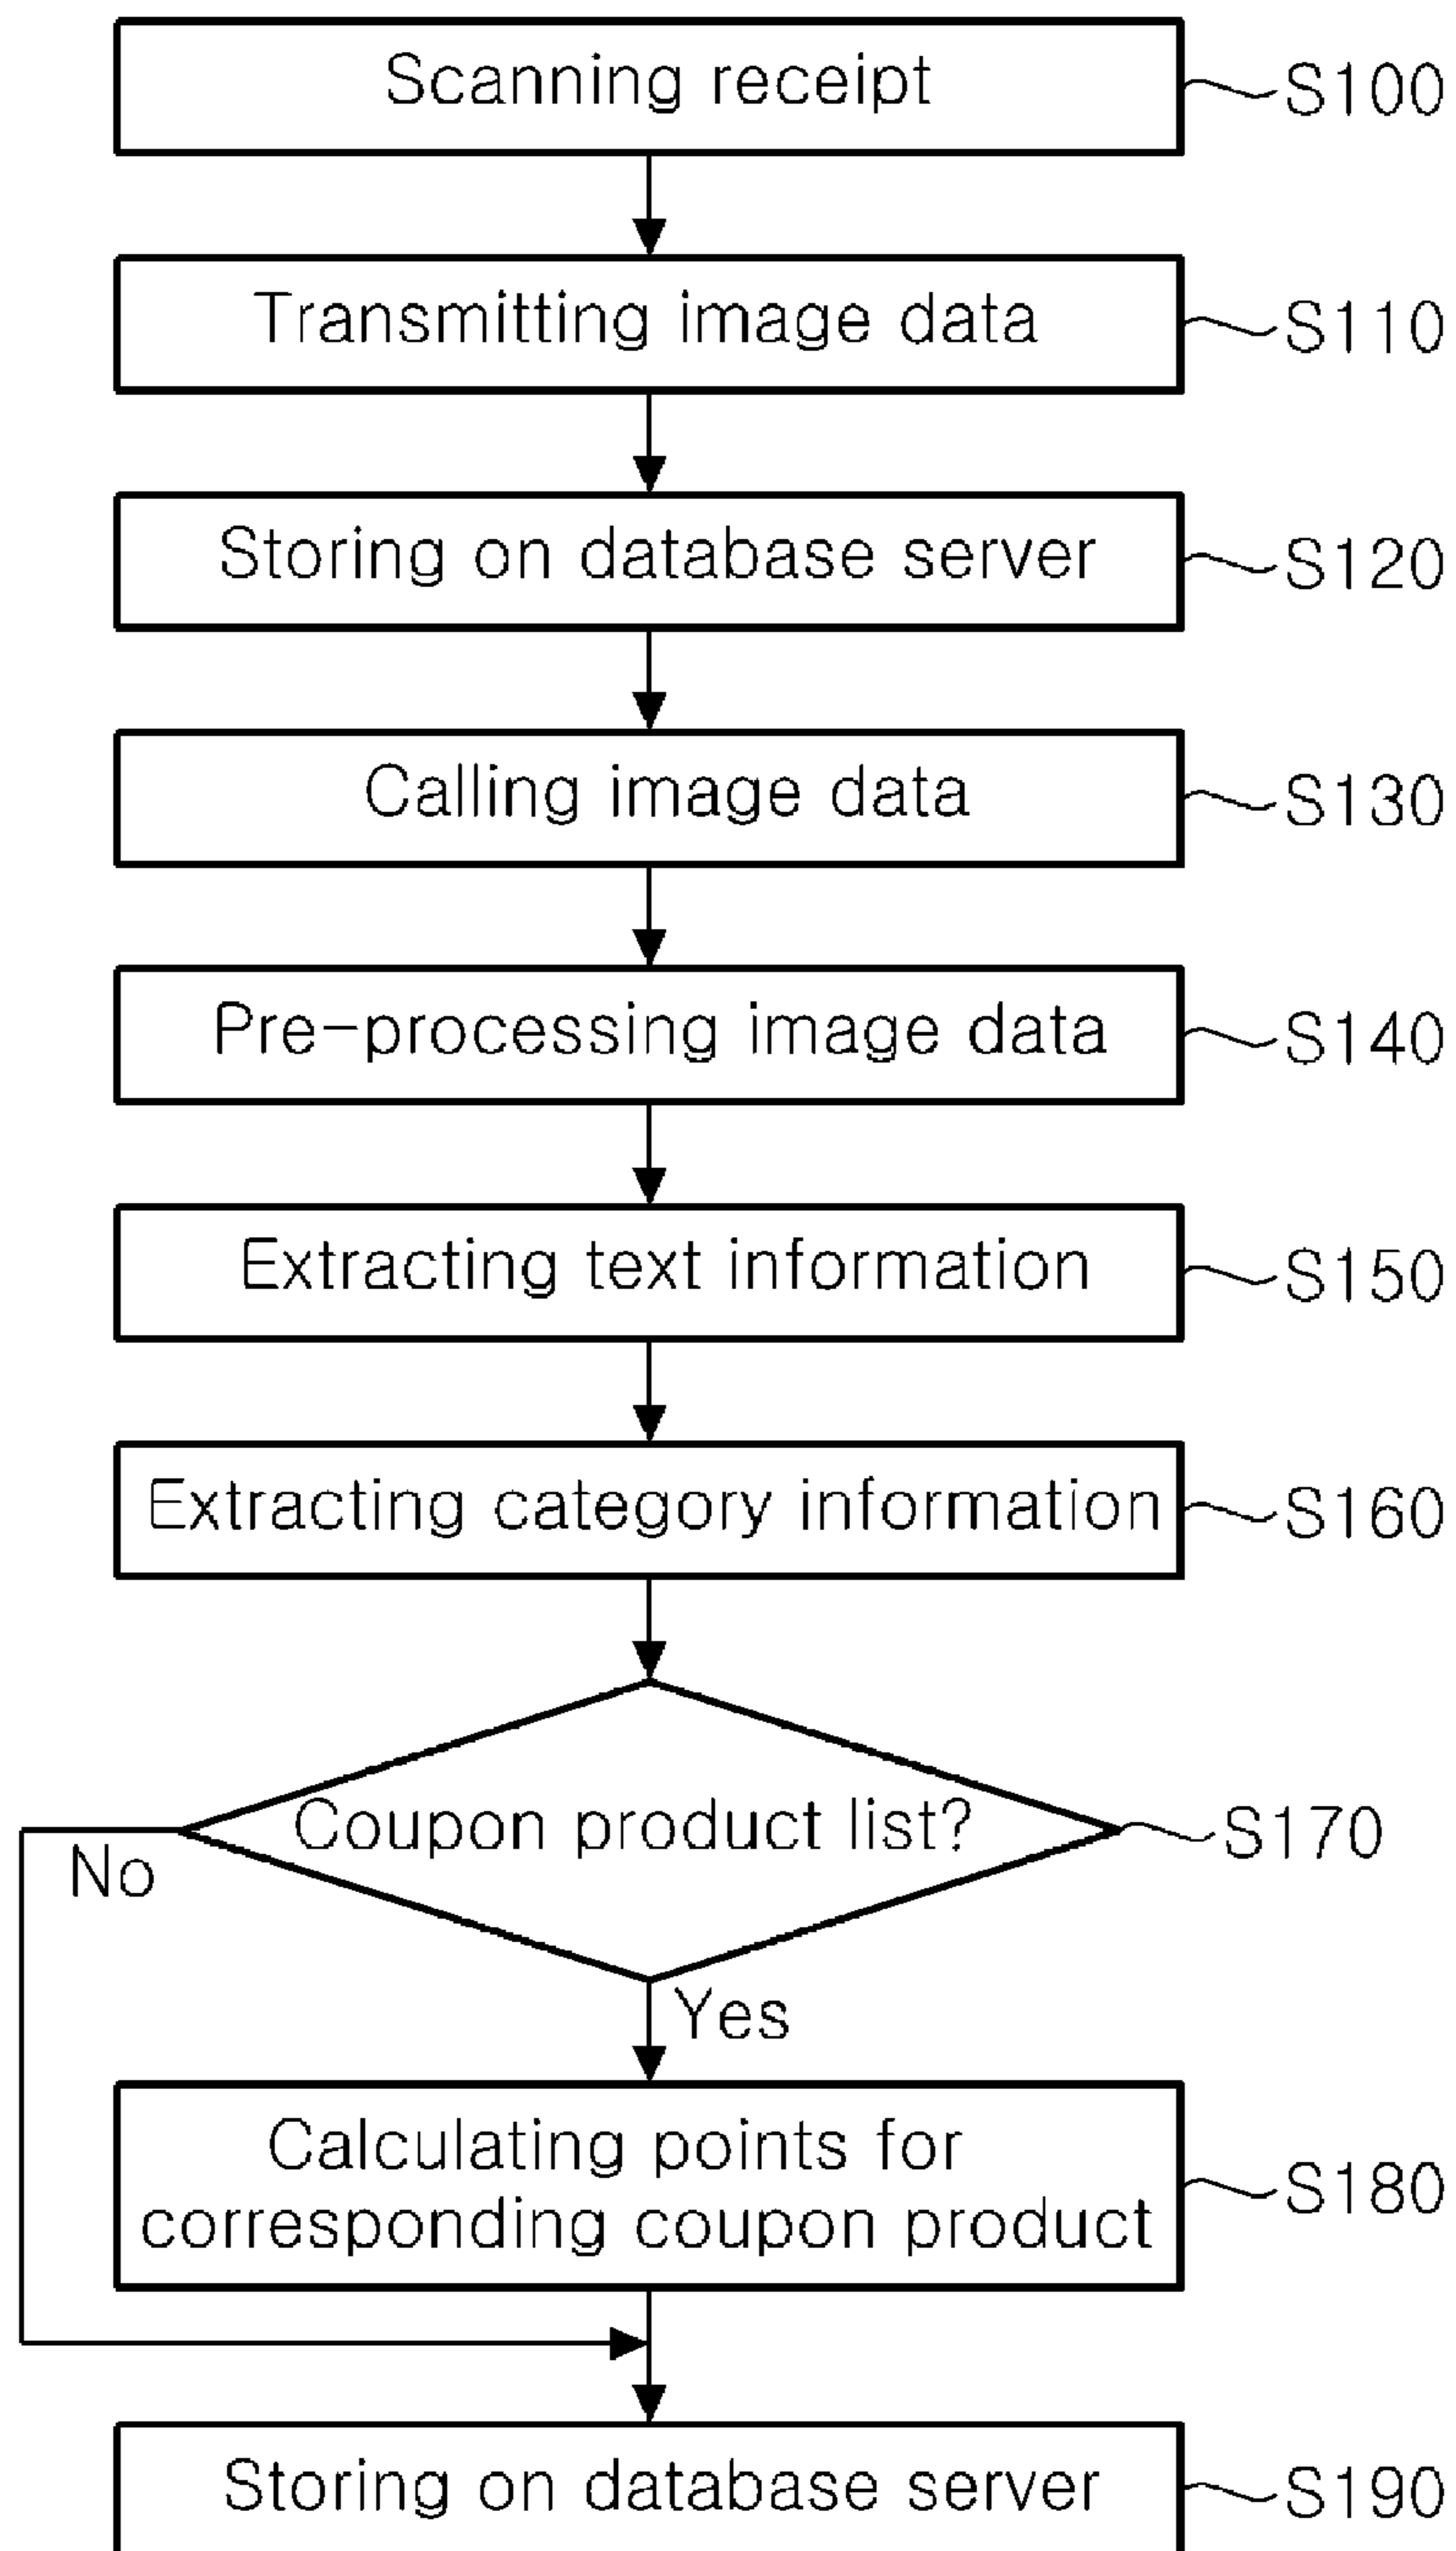 Scanning receipt
S100
Transmitting image data
S110
Storing on database server
S120
Calling image data
S130
Pre-processing image data
S140
Extracting text information
S150
Extracting category information
S160
Coupon product list?
S170
No
Yes
Calculating points for
corresponding coupon product
S180
Storing on database server
S190